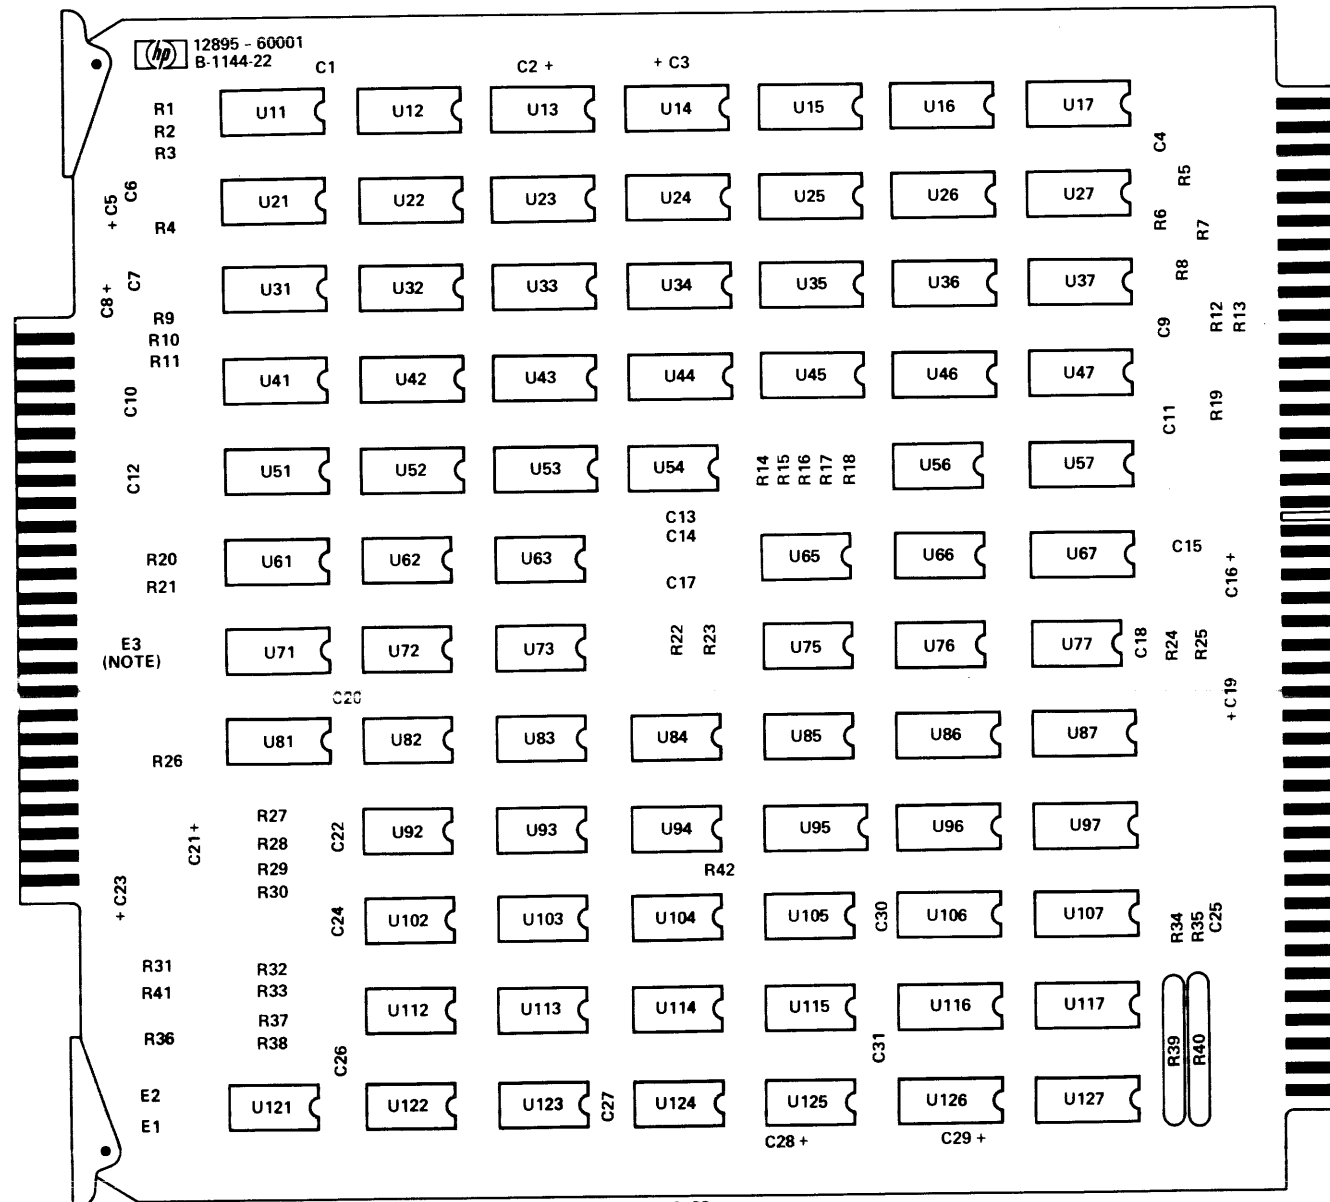 hp 12895 - 60001
B-1144-22
C1 C2 + + C3
R1 U11 U12 U13 U14 U15 U16 U17
R2
R3 C4
R5
C6 U21 U22 U23 U24 U25 U26 U27
+ C5
R4 R6 R7
C7 U31 U32 U33 U34 U35 U36 U37 R8
C8 +
R9 C9 R12 R13
R10
R11
U41 U42 U43 U44 U45 U46 U47
C10 C11 R19
C12 U51 U52 U53 U54 R14 R15 R16 R17 R18 U56 U57
C13
C14
R20 U61 U62 U63 U65 U66 U67 C15
R21 C17 C16 +
E3
(NOTE) U71 U72 U73 R22 R23 U75 U76 U77 C18 R24 R25
C20 + C19
U81 U82 U83 U84 U85 U86 U87
R26
R27
C21 + R28 C22 U92 U93 U94 U95 U96 U97
R29 R42
R30
+ C23 C24 U102 U103 U104 U105 C30 U106 U107 R34 R35 C25
R31 R32
R41 R33 U112 U113 U114 U115 U116 U117
R37
R36 R38 C26 C31 R39 R40
E2 U121 U122 U123 C27 U124 U125 U126 U127
E1
C28 + C29 +